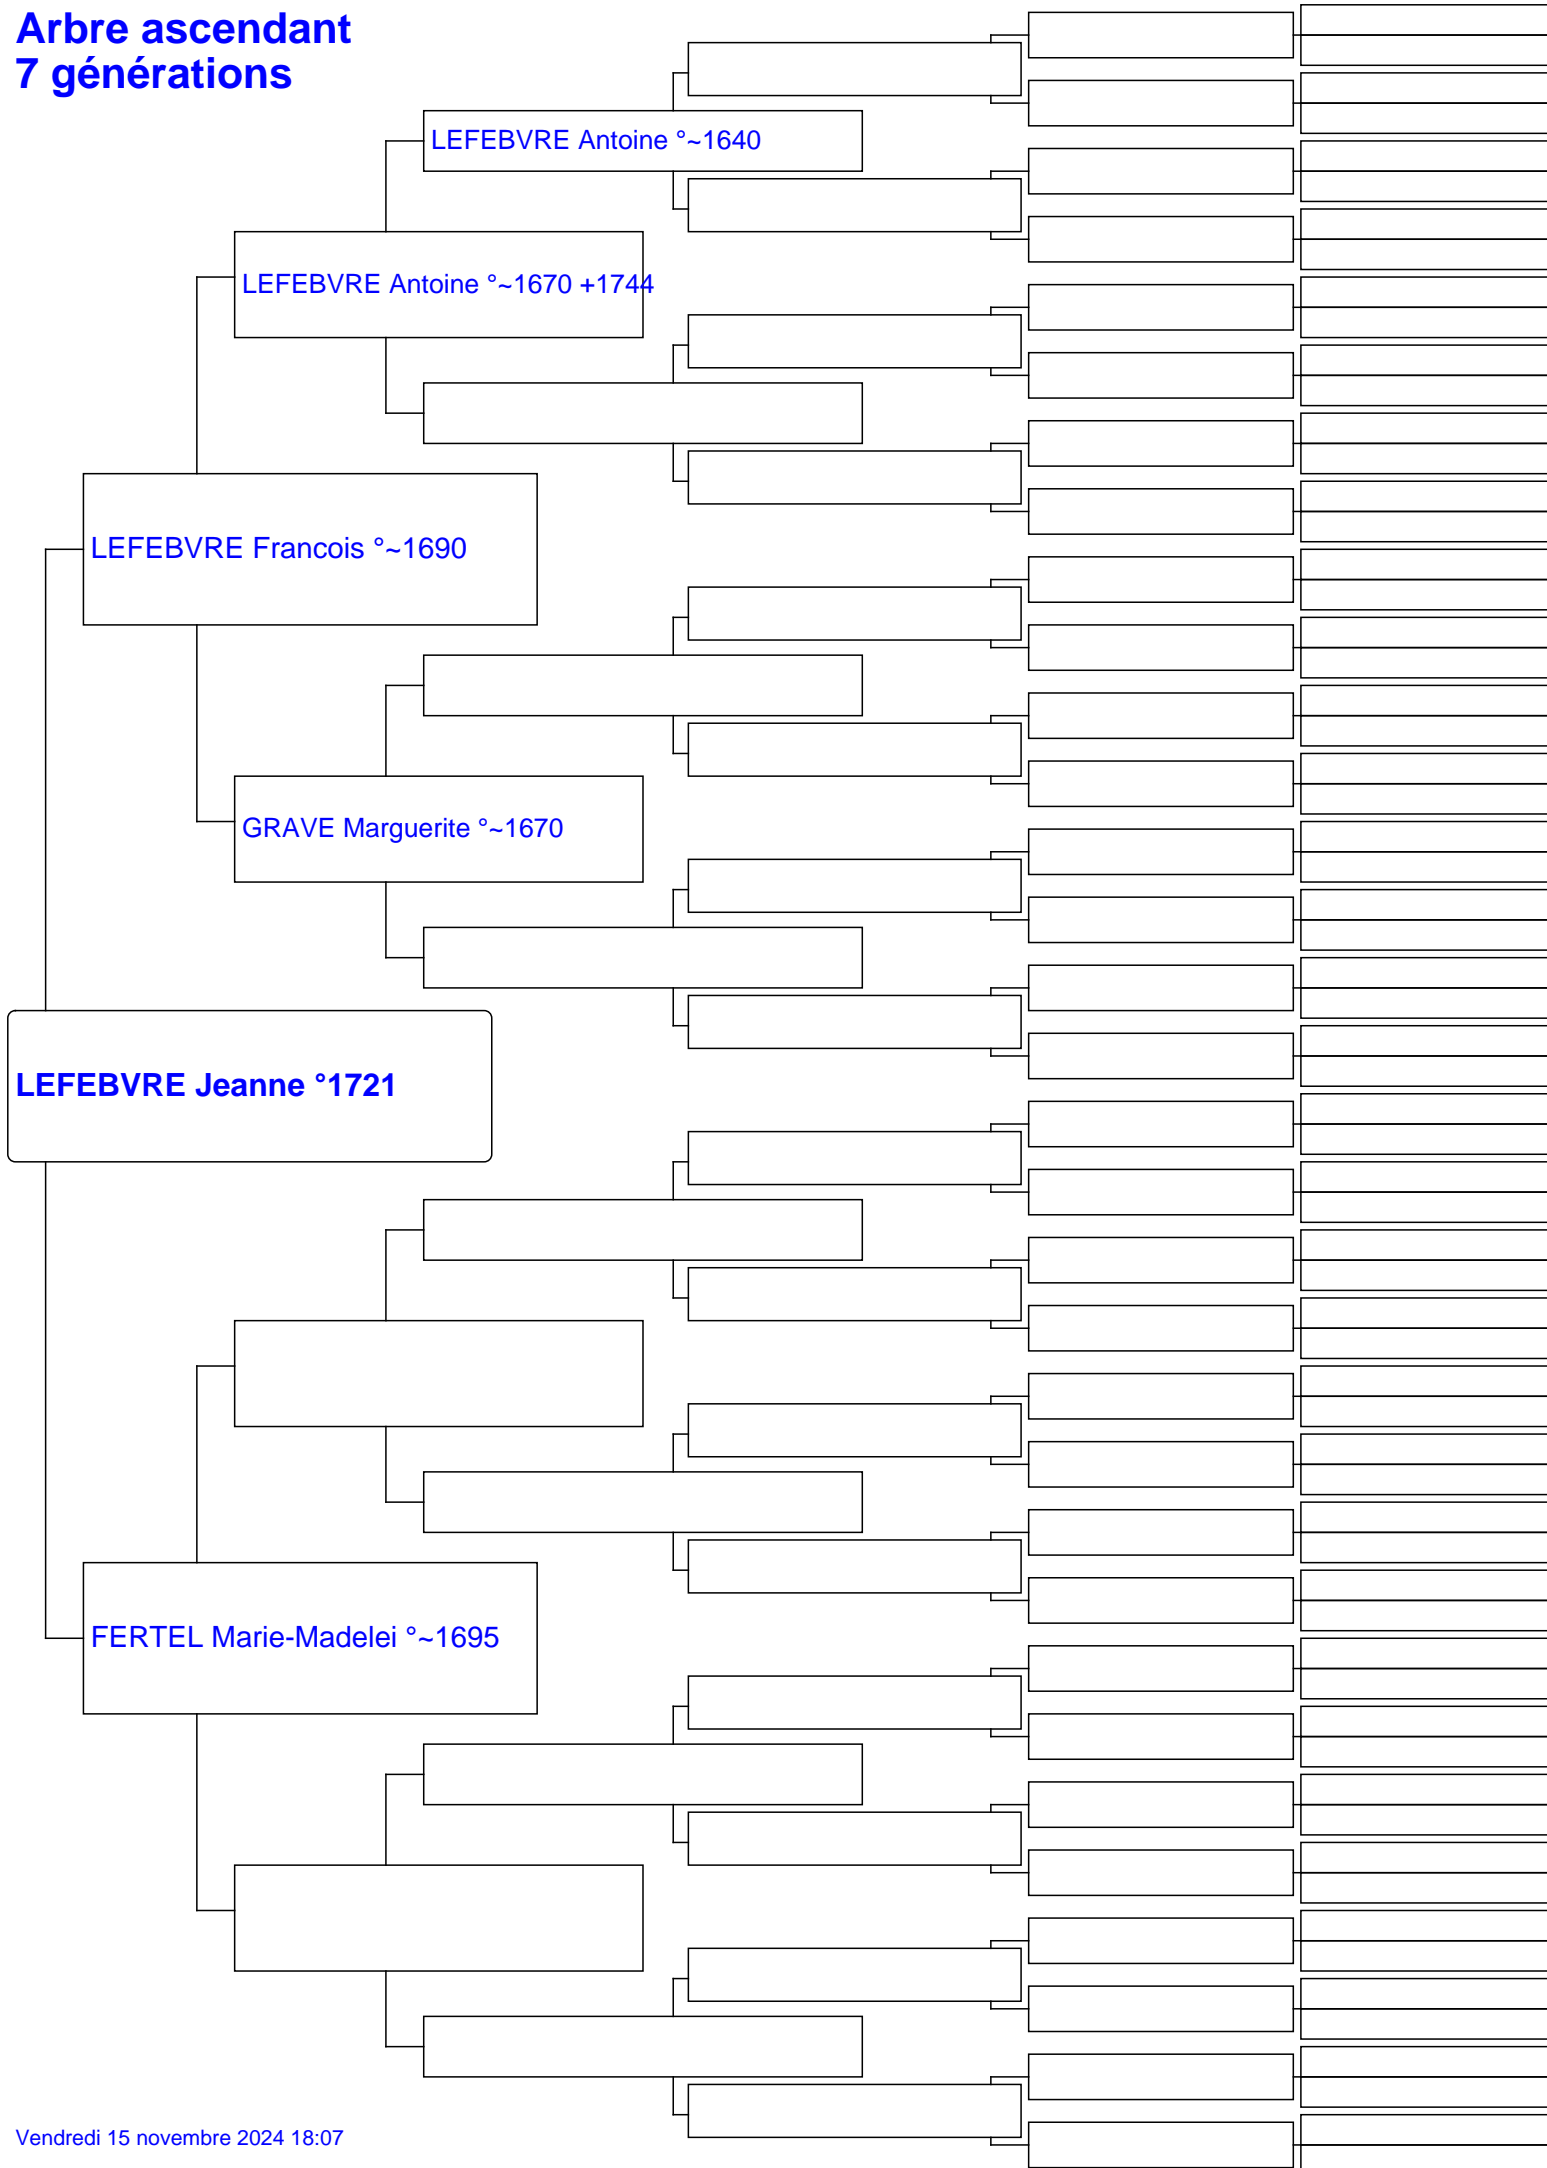 Arbre ascendant
7 générations
LEFEBVRE Antoine °~1640
LEFEBVRE Antoine °~1670 +1744
LEFEBVRE Francois °~1690
GRAVE Marguerite °~1670
LEFEBVRE Jeanne °1721
FERTEL Marie-Madelei °~1695
Vendredi 15 novembre 2024 18:07